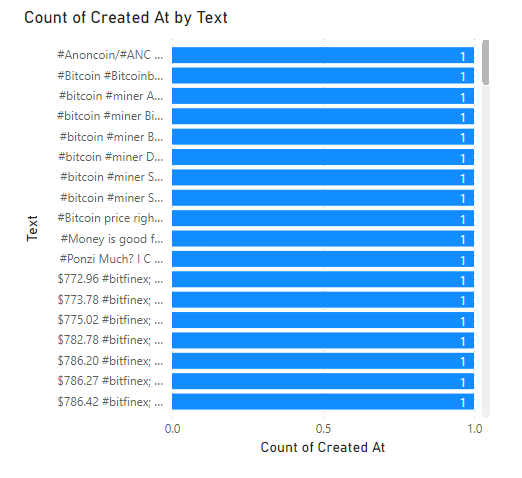 Count of Created At by Text
#Anoncoin/#ANC ... 1
#Bitcoin #Bitcoinb... 1
#bitcoin #miner A... 1
#bitcoin #miner Bi... 1
#bitcoin #miner B... 1
#bitcoin #miner D... 1
#bitcoin #miner S... 1
#bitcoin #miner S... 1
#Bitcoin price righ... 1
#Money is good f... 1
#Ponzi Much? I C ... 1
$772.96 #bitfinex; ... 1
$773.78 #bitfinex; ... 1
$775.02 #bitfinex; ... 1
$782.78 #bitfinex; ... 1
$786.20 #bitfinex; ... 1
$786.27 #bitfinex; ... 1
$786.42 #bitfinex; ... 1
Text
0.0 0.5 1.0
Count of Created At